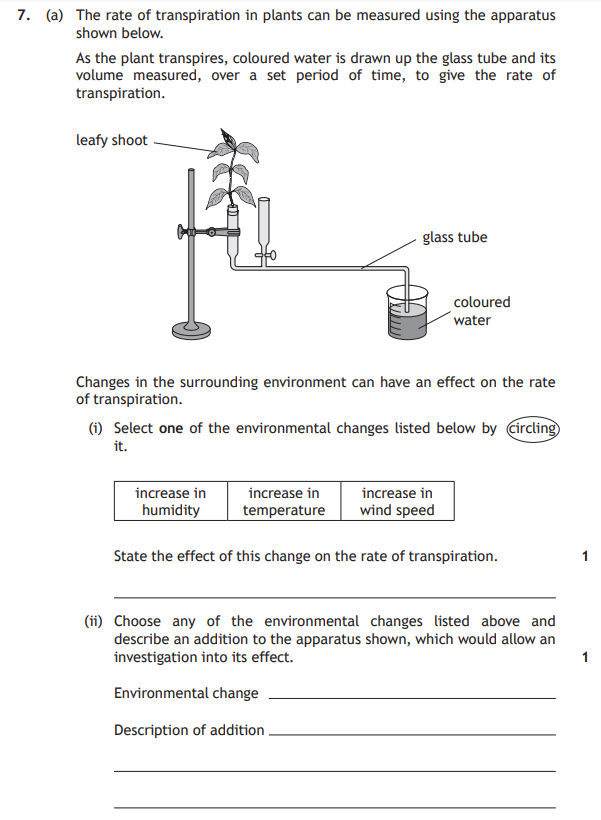 7. (a) The rate of transpiration in plants can be measured using the apparatus
shown below.
As the plant transpires, coloured water is drawn up the glass tube and its
volume measured, over a set period of time, to give the rate of
transpiration.
leafy shoot
glass tube
coloured
water
Changes in the surrounding environment can have an effect on the rate
of transpiration.
(i) Select one of the environmental changes listed below by circling
it.
increase in humidity
increase in temperature
increase in wind speed
State the effect of this change on the rate of transpiration. 1
(ii) Choose any of the environmental changes listed above and
describe an addition to the apparatus shown, which would allow an
investigation into its effect. 1
Environmental change
Description of addition